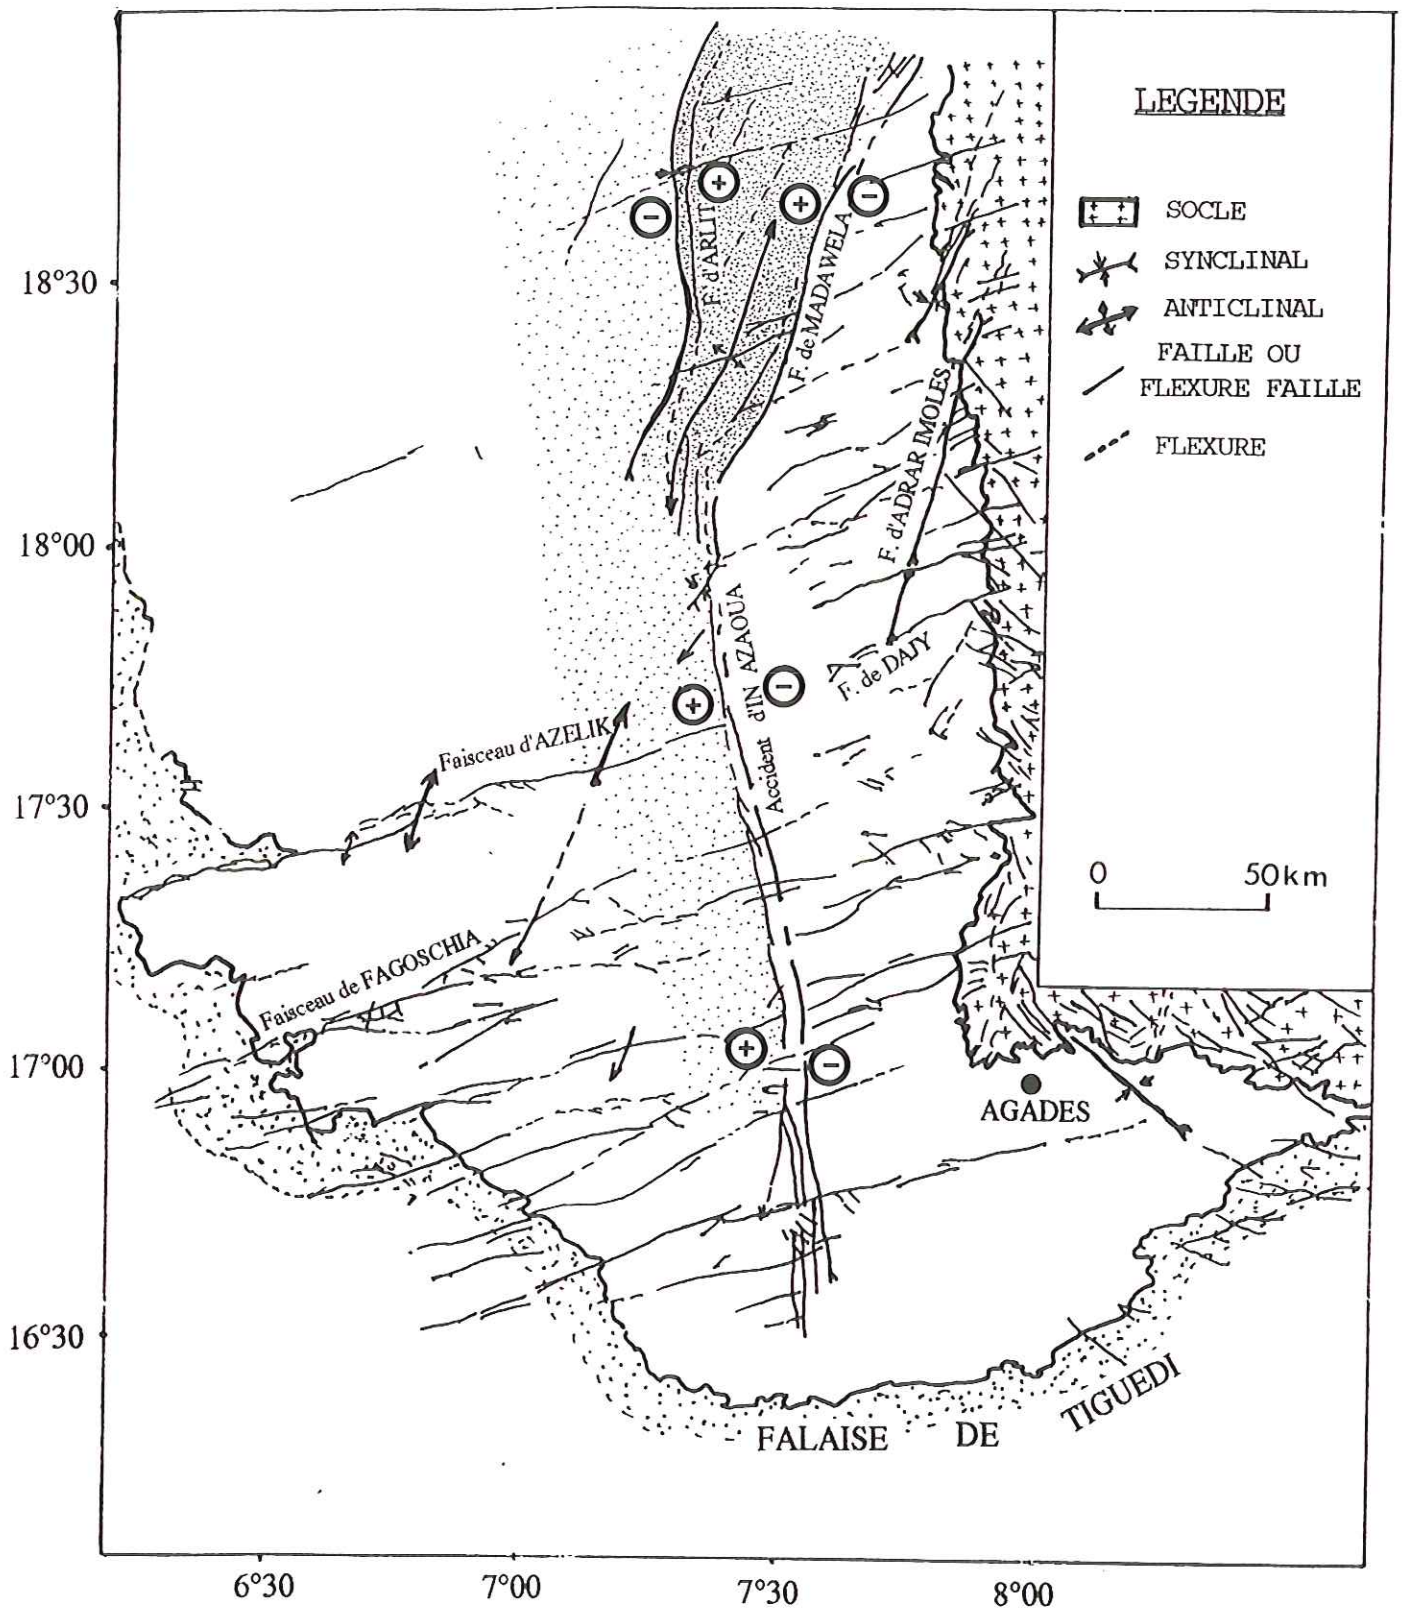 LEGENDE
SOCLE
SYNCLINAL
ANTICLINAL
FAILLE OU
FLEXURE FAILLE
FLEXURE
0 50km
18°30
18°00
17°30
17°00
16°30
6°30
7°00
7°30
8°00
F. d'ARLIT
F. de MADAWELA
F. d'ADRAR IMOLES
F. de DAJY
Accident d'IN AZAOUA
Faisceau d'AZELIK
Faisceau de FAGOSCHIA
AGADES
FALAISE DE TIGUEDI
− + + −
+ −
+ −